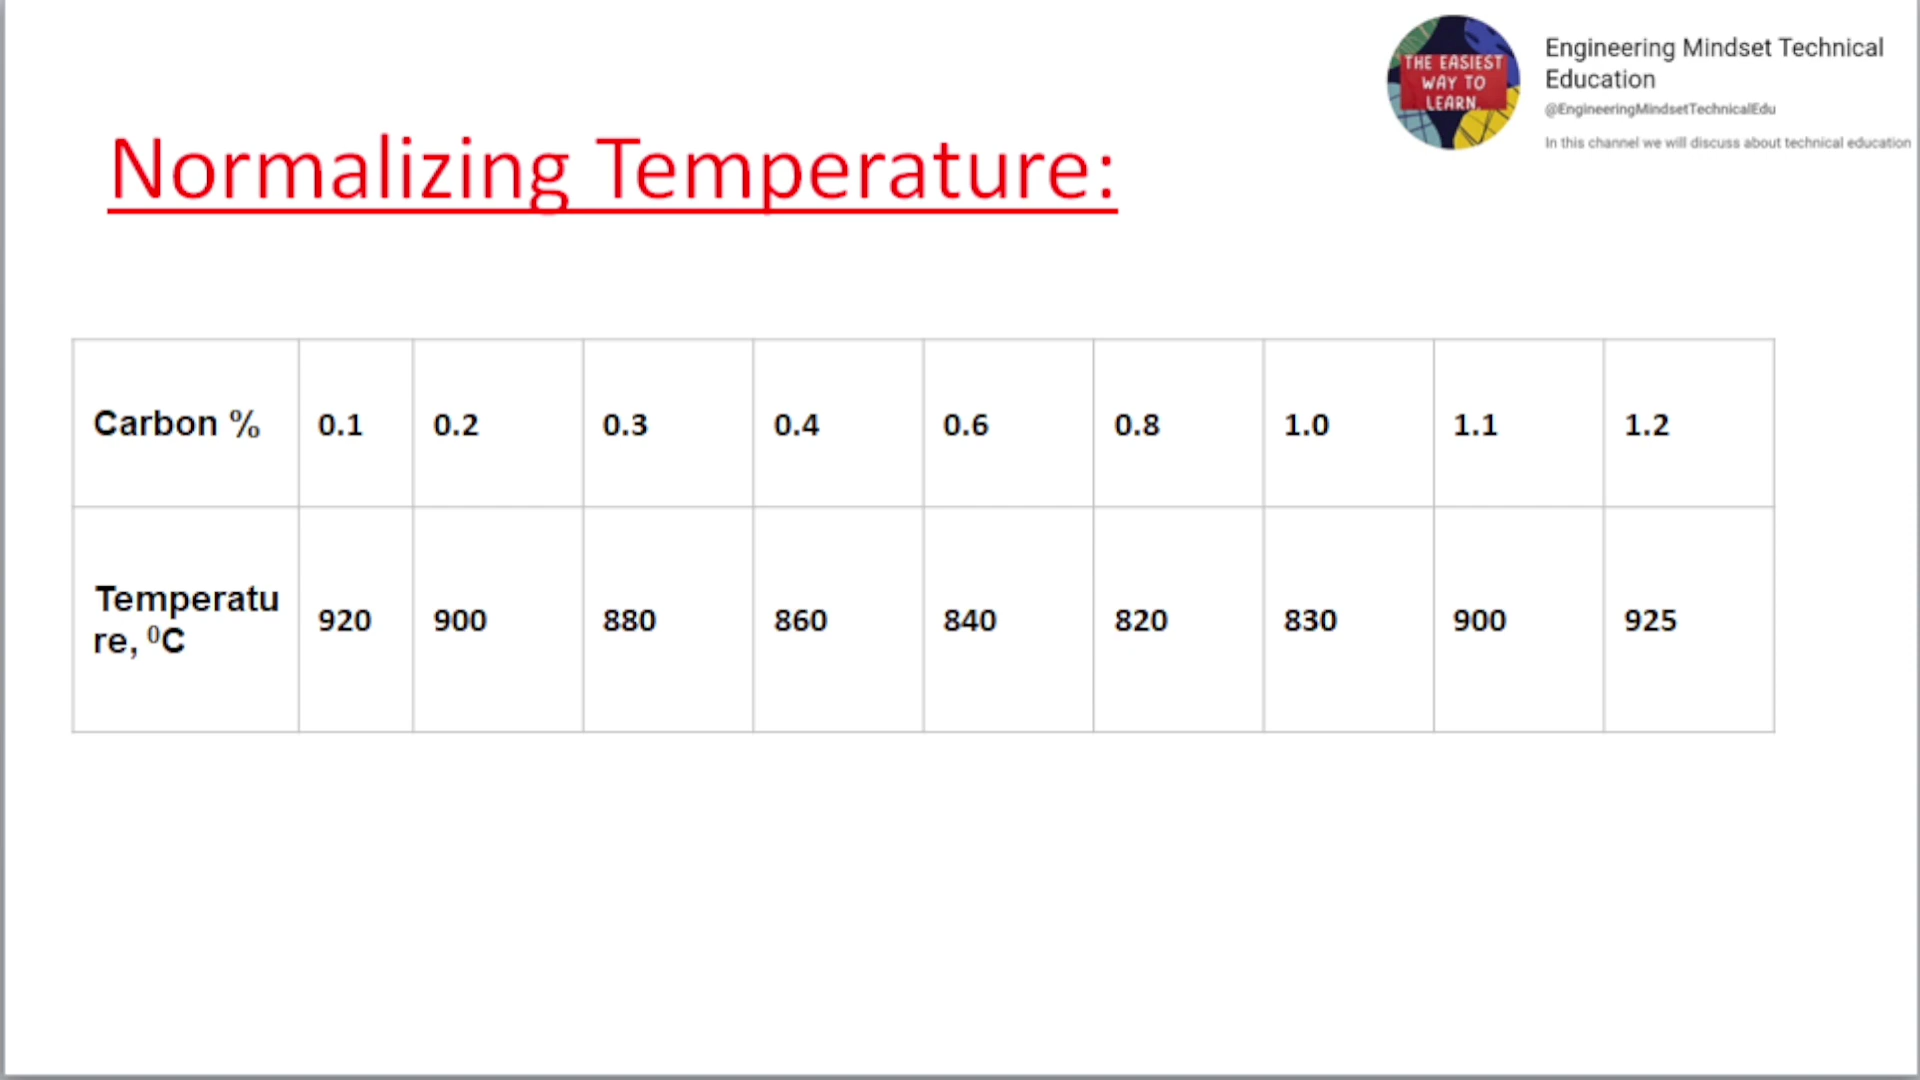 THE EASIEST
WAY TO
LEARN.
Engineering Mindset Technical
Education
@EngineeringMindsetTechnicalEdu
In this channel we will discuss about technical education
Normalizing Temperature:
Carbon % 0.1 0.2 0.3 0.4 0.6 0.8 1.0 1.1 1.2
Temperatu
re, ⁰C 920 900 880 860 840 820 830 900 925